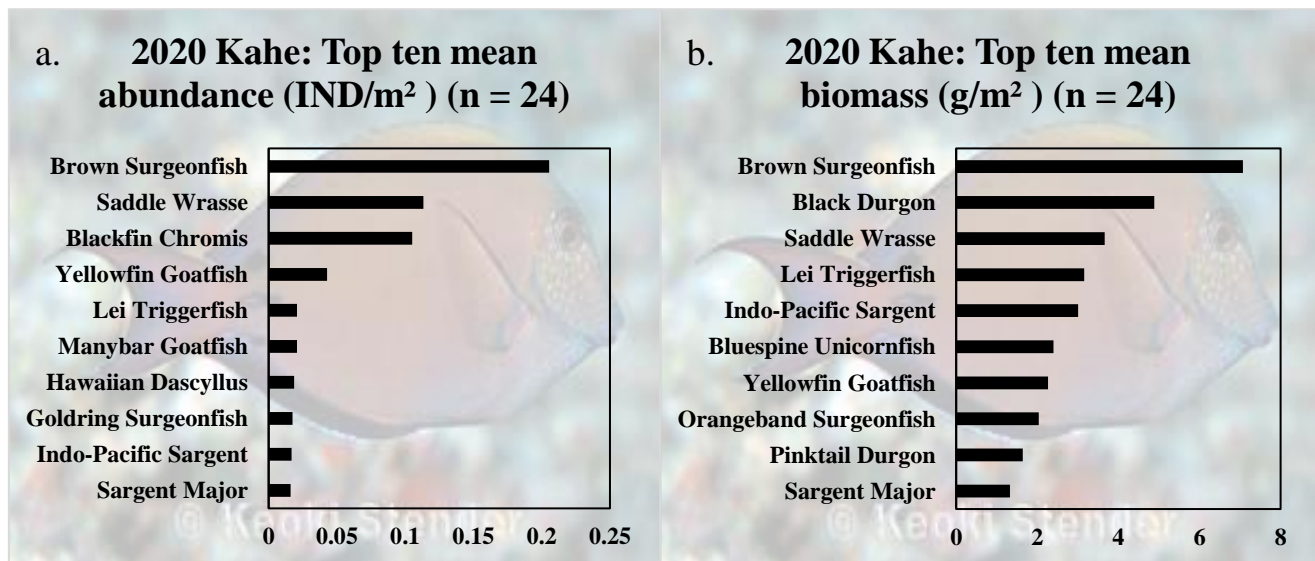 a.
2020 Kahe: Top ten mean
abundance (IND/m² ) (n = 24)
Brown Surgeonfish
Saddle Wrasse
Blackfin Chromis
Yellowfin Goatfish
Lei Triggerfish
Manybar Goatfish
Hawaiian Dascyllus
Goldring Surgeonfish
Indo-Pacific Sargent
Sargent Major
0 0.05 0.1 0.15 0.2 0.25
b.
2020 Kahe: Top ten mean
biomass (g/m² ) (n = 24)
Brown Surgeonfish
Black Durgon
Saddle Wrasse
Lei Triggerfish
Indo-Pacific Sargent
Bluespine Unicornfish
Yellowfin Goatfish
Orangeband Surgeonfish
Pinktail Durgon
Sargent Major
0 2 4 6 8
© Keoki Stender
© Keoki Stender